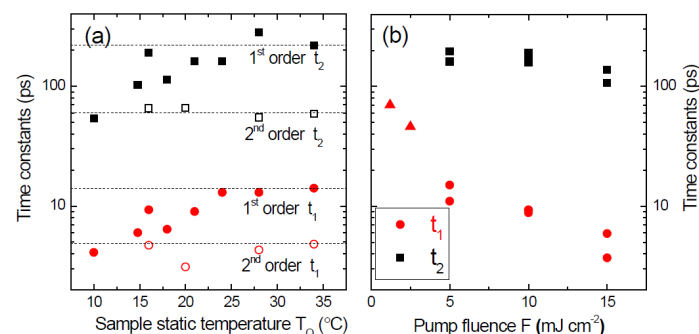 (a)
(b)
Time constants (ps)
100
10
1st order t2
2nd order t2
1st order t1
2nd order t1
10 15 20 25 30 35
Sample static temperature TO (°C)
t1
t2
0 5 10 15
Pump fluence F (mJ cm-2)
100
10
Time constants (ps)